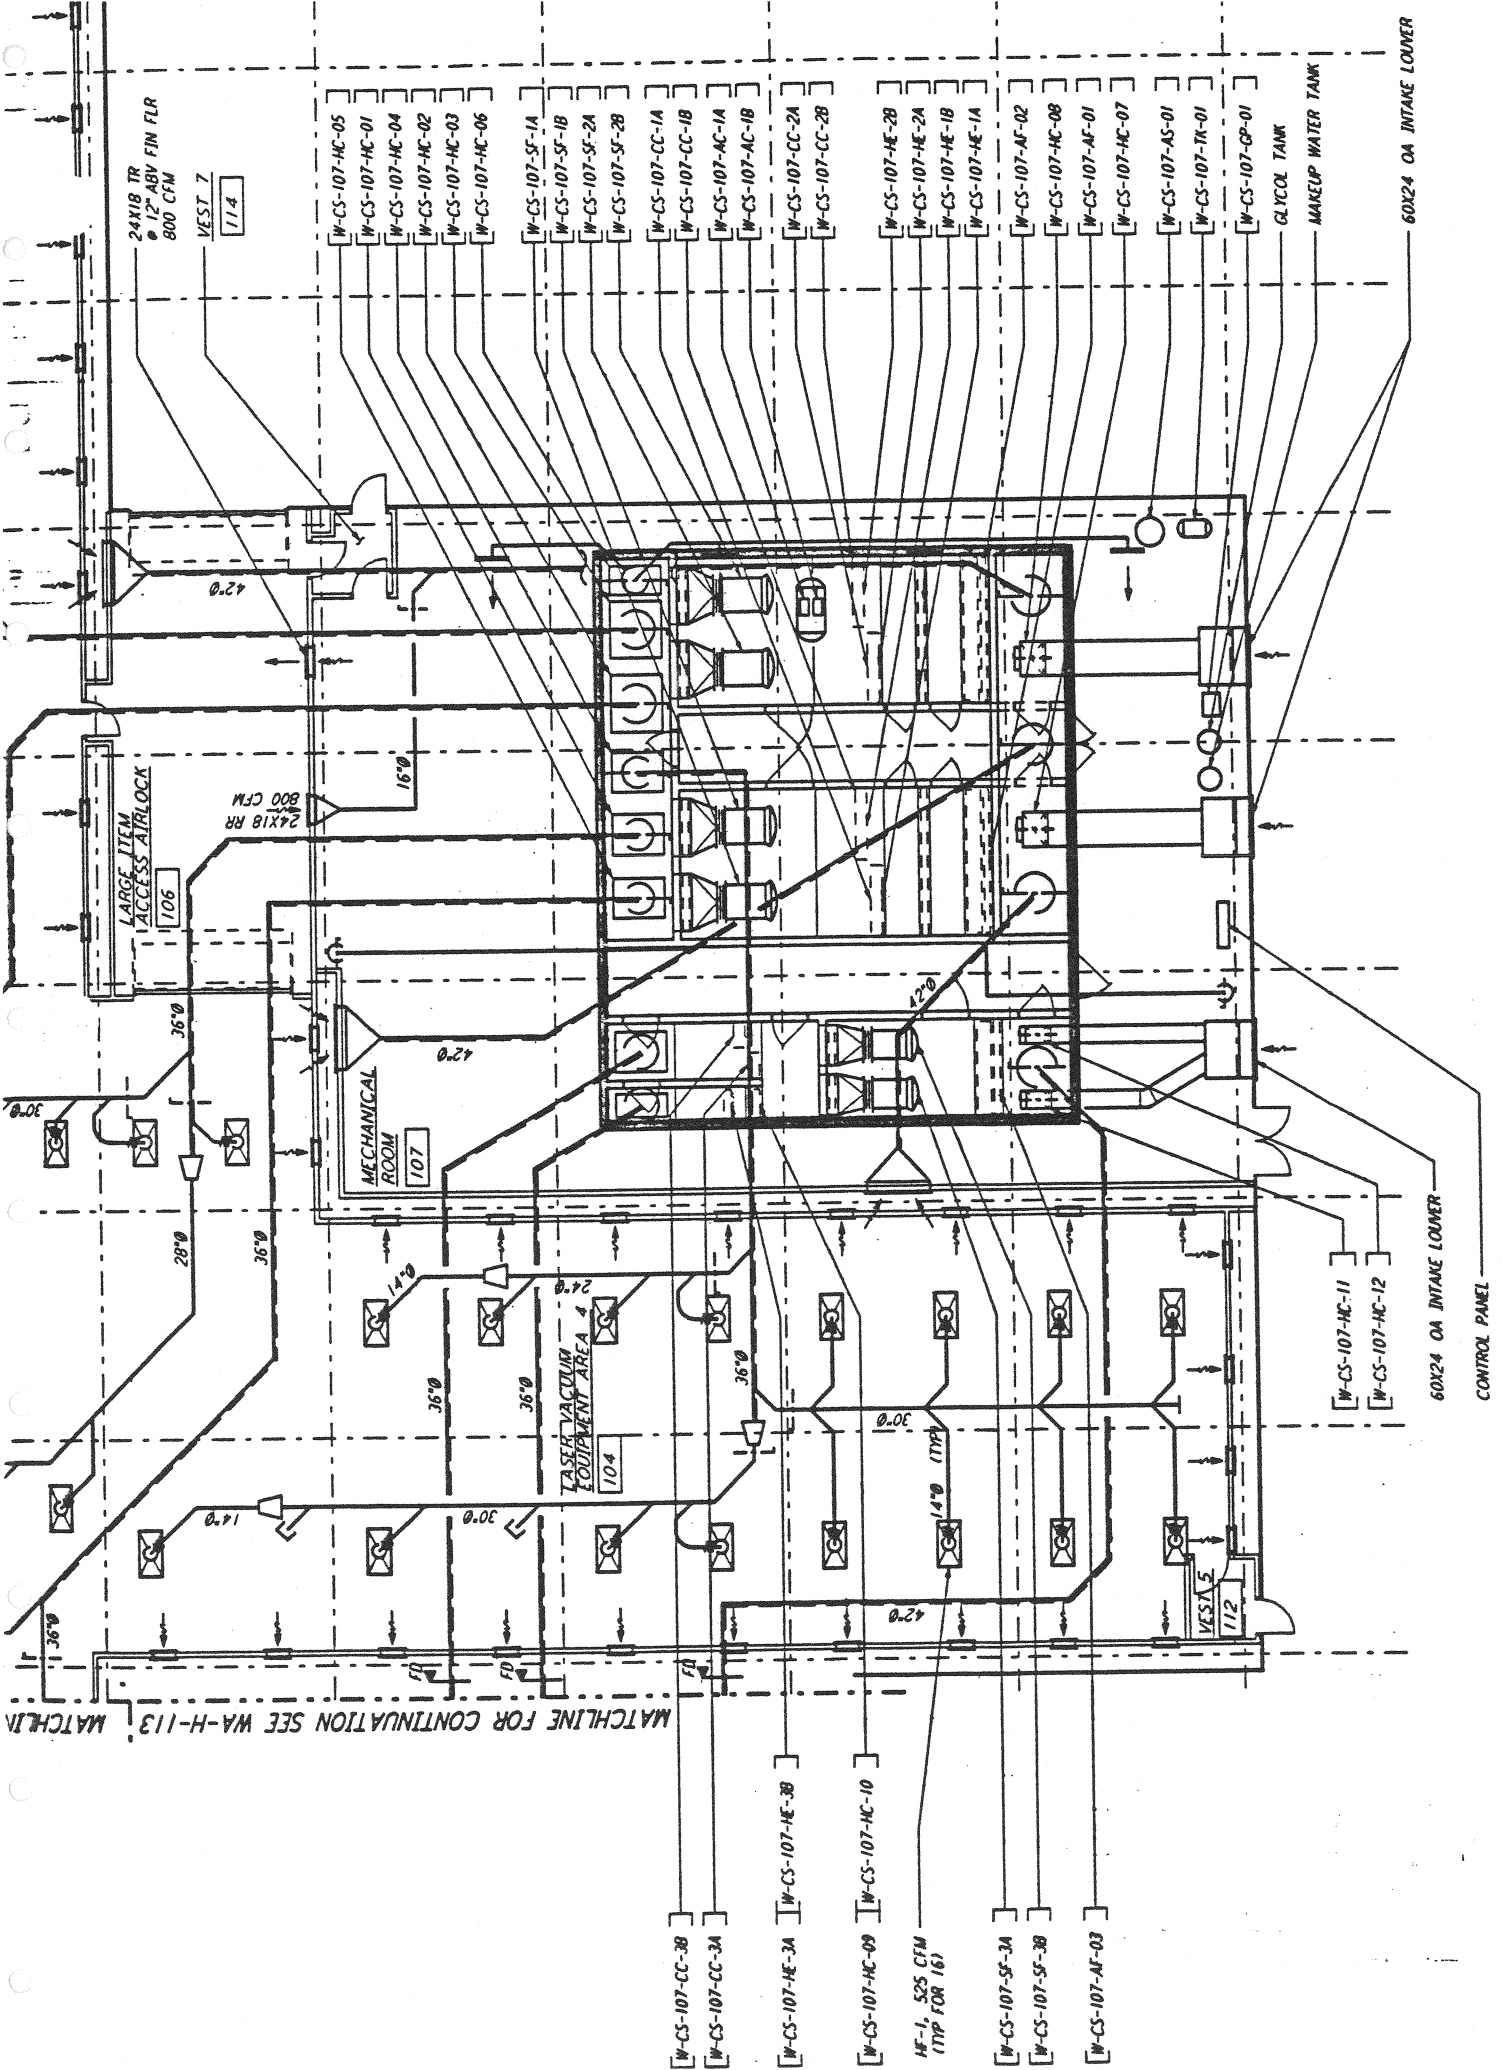 24X18 TR
@ 12" ABV FIN FLR
800 CFM
VEST 7
114
W-CS-107-HC-05
W-CS-107-HC-01
W-CS-107-HC-04
W-CS-107-HC-02
W-CS-107-HC-03
W-CS-107-HC-06
W-CS-107-SF-1A
W-CS-107-SF-1B
W-CS-107-SF-2A
W-CS-107-SF-2B
W-CS-107-CC-1A
W-CS-107-CC-1B
W-CS-107-AC-1A
W-CS-107-AC-1B
W-CS-107-CC-2A
W-CS-107-CC-2B
W-CS-107-HE-2B
W-CS-107-HE-2A
W-CS-107-HE-1B
W-CS-107-HE-1A
W-CS-107-AF-02
W-CS-107-HC-08
W-CS-107-AF-01
W-CS-107-HC-07
W-CS-107-AS-01
W-CS-107-TK-01
W-CS-107-GP-01
GLYCOL TANK
MAKEUP WATER TANK
60X24 OA INTAKE LOUVER
42"Ø
16"Ø
24X18 RR
800 CFM
LARGE ITEM
ACCESS AIRLOCK
106
36"Ø
30"Ø
42"Ø
42"Ø
MECHANICAL
ROOM
107
28"Ø
36"Ø
14"Ø
24"Ø
36"Ø
36"Ø
36"Ø
LASER VACUUM
EQUIPMENT AREA 4
104
30"Ø
14"Ø (TYP)
14"Ø
30"Ø
42"Ø
36"Ø
VEST 5
112
FD
FD
FD
MATCHLINE FOR CONTINUATION SEE WA-H-113
MATCHLIN
W-CS-107-HC-11
W-CS-107-HC-12
60X24 OA INTAKE LOUVER
CONTROL PANEL
W-CS-107-CC-3B
W-CS-107-CC-3A
W-CS-107-HE-3A W-CS-107-HE-3B
W-CS-107-HC-09 W-CS-107-HC-10
HF-1, 525 CFM
(TYP FOR 16)
W-CS-107-SF-3A
W-CS-107-SF-3B
W-CS-107-AF-03